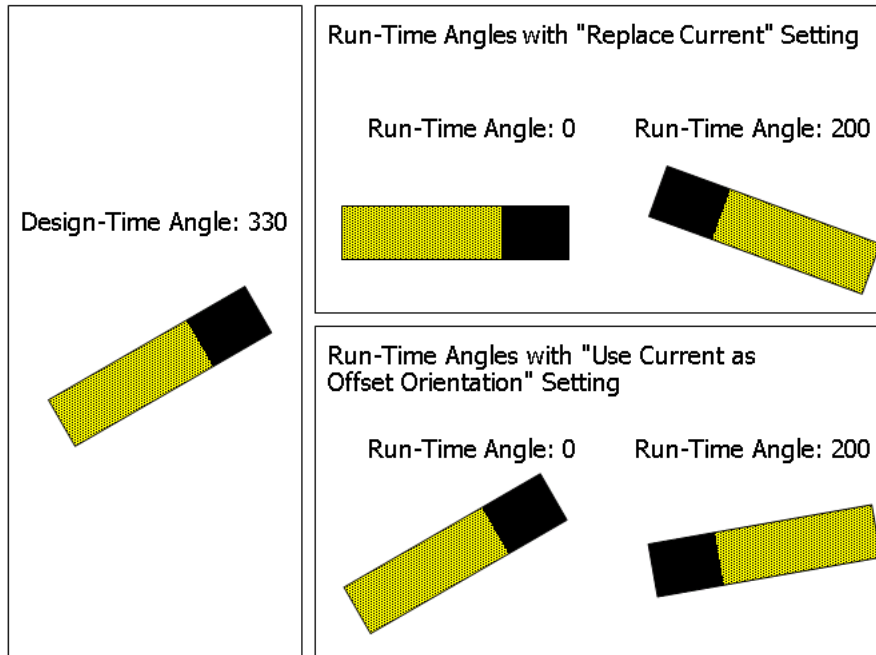 Design-Time Angle: 330
Run-Time Angles with "Replace Current" Setting
Run-Time Angle: 0
Run-Time Angle: 200
Run-Time Angles with "Use Current as
Offset Orientation" Setting
Run-Time Angle: 0
Run-Time Angle: 200